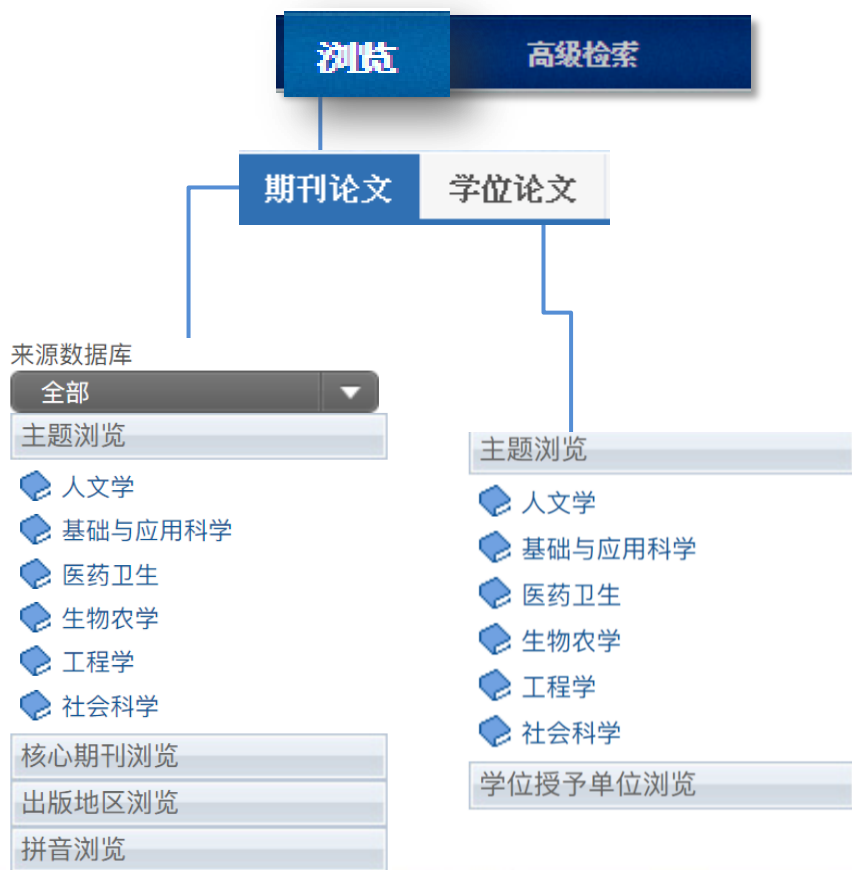 浏览 高级检索
期刊论文 学位论文
来源数据库
全部
主题浏览
人文学
基础与应用科学
医药卫生
生物农学
工程学
社会科学
核心期刊浏览
出版地区浏览
拼音浏览
主题浏览
人文学
基础与应用科学
医药卫生
生物农学
工程学
社会科学
学位授予单位浏览